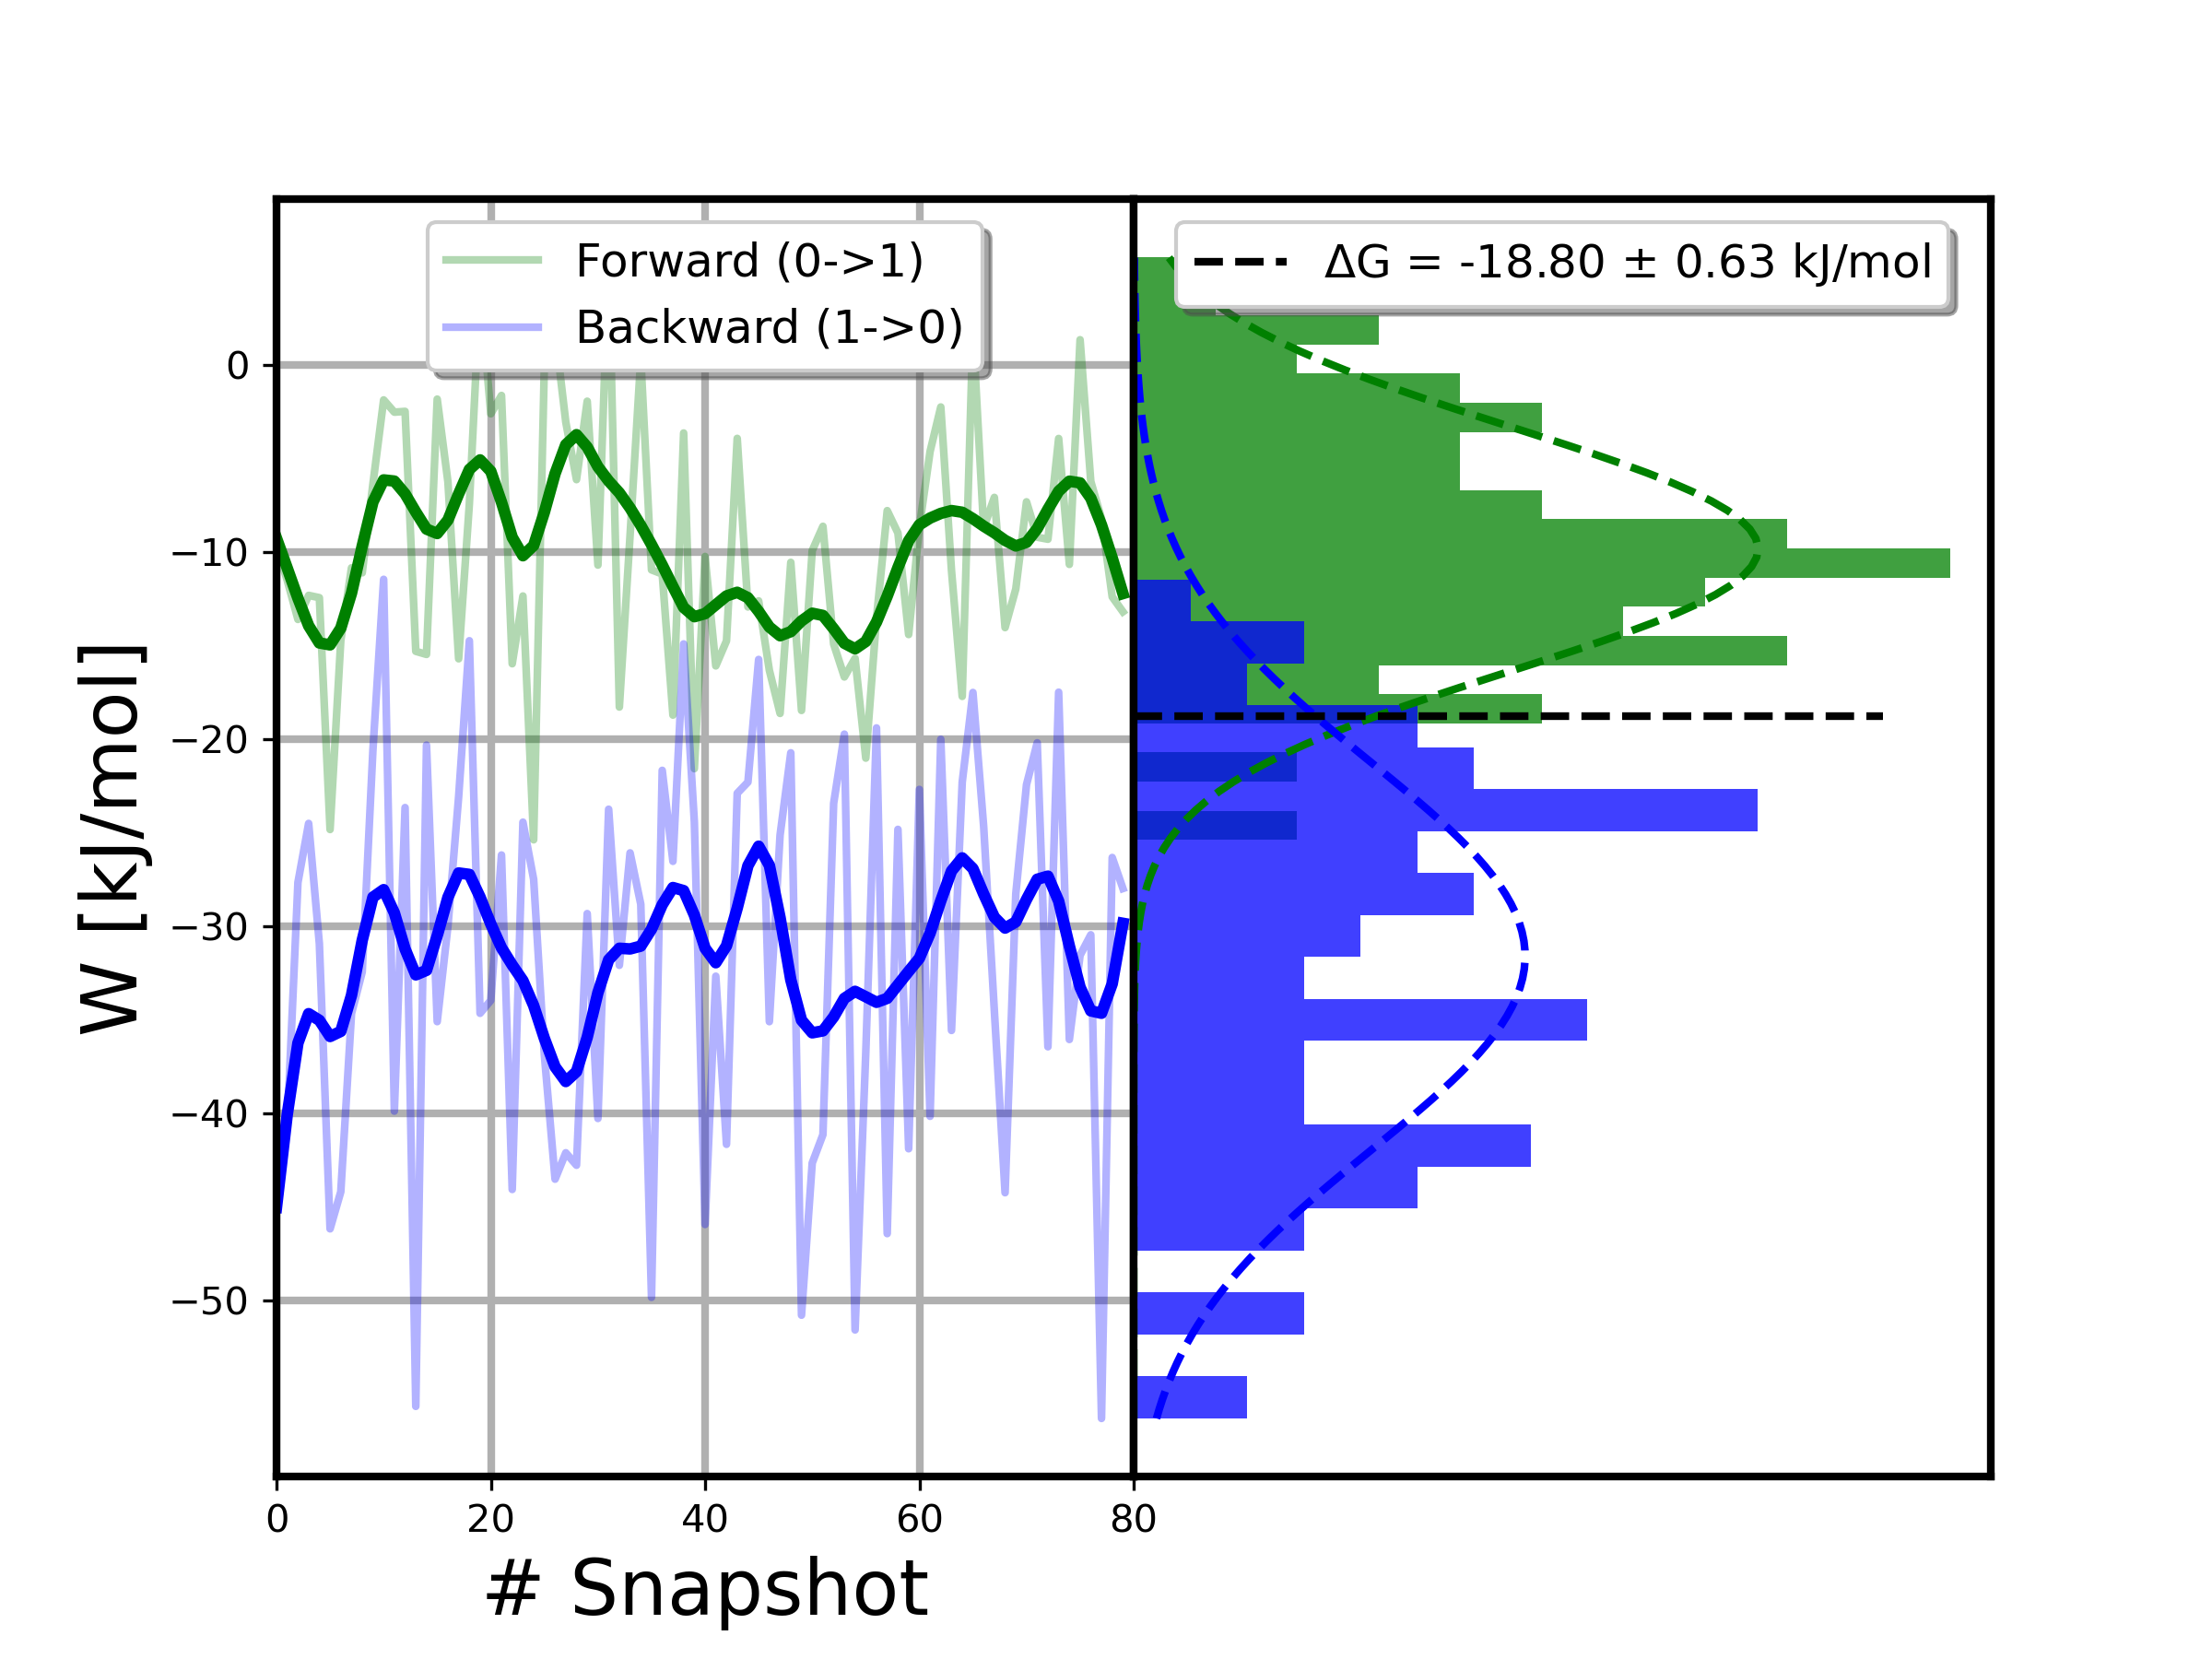 Forward (0->1)
Backward (1->0)
ΔG = -18.80 ± 0.63 kJ/mol
W [kJ/mol]
0
−10
−20
−30
−40
−50
0 20 40 60 80
# Snapshot